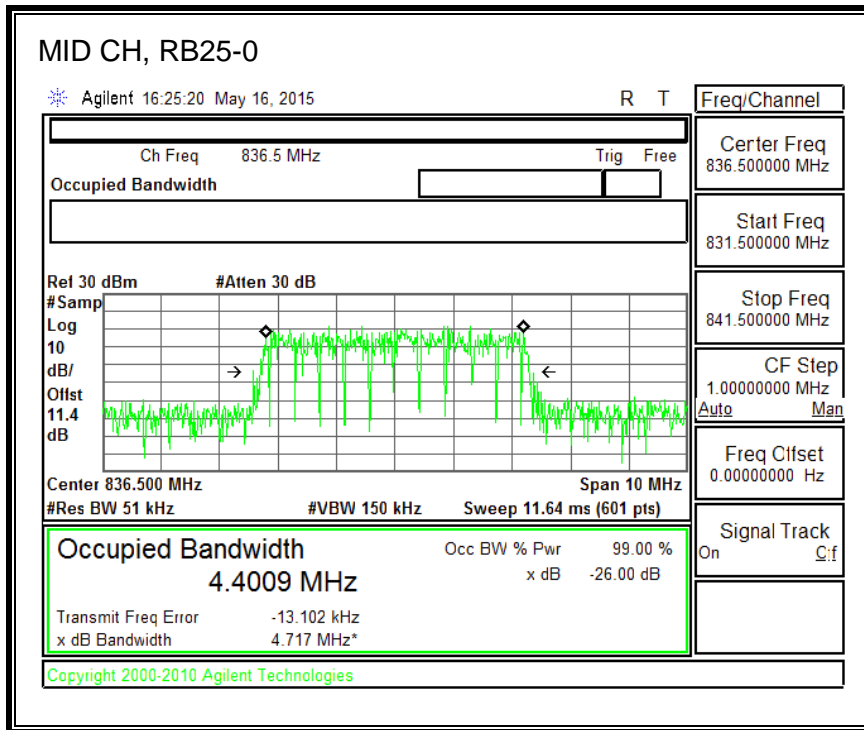 MID CH, RB25-0
Agilent 16:25:20 May 16, 2015 R T
Freq/Channel
Ch Freq 836.5 MHz Trig Free
Occupied Bandwidth
Center Freq
836.500000 MHz
Start Freq
831.500000 MHz
Stop Freq
841.500000 MHz
CF Step
1.00000000 MHz
Auto Man
Freq Offset
0.00000000 Hz
Signal Track
On Off
Ref 30 dBm #Atten 30 dB
#Samp
Log
10
dB/
Offst
11.4
dB
Center 836.500 MHz Span 10 MHz
#Res BW 51 kHz #VBW 150 kHz Sweep 11.64 ms (601 pts)
Occupied Bandwidth Occ BW % Pwr 99.00 %
4.4009 MHz x dB -26.00 dB
Transmit Freq Error -13.102 kHz
x dB Bandwidth 4.717 MHz*
Copyright 2000-2010 Agilent Technologies